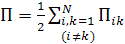 Π = 1/2 ∑_{i,k=1 (i≠k)}^{N} Π_{ik}